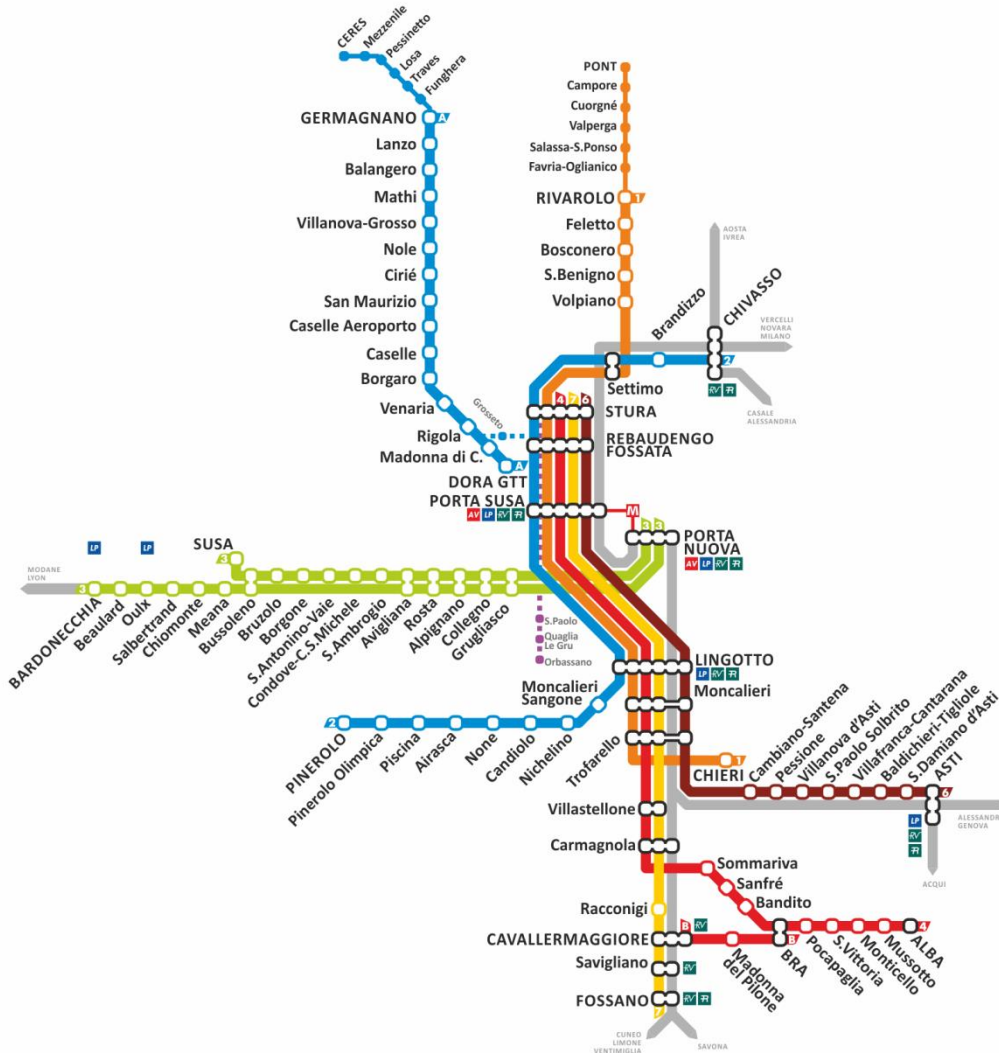 CERES
Mezzenile
Pessinetto
Losa
Traves
Funghera
GERMAGNANO
A
Lanzo
Balangero
Mathi
Villanova-Grosso
Nole
Cirié
San Maurizio
Caselle Aeroporto
Caselle
Borgaro
Venaria
Rigola
Grosseto
Madonna di C.
A
DORA GTT
PONT
Campore
Cuorgné
Valperga
Salassa-S.Ponso
Favria-Oglianico
RIVAROLO
1
Feletto
Bosconero
S.Benigno
Volpiano
AOSTA
IVREA
Brandizzo
CHIVASSO
VERCELLI
NOVARA
MILANO
2
RV R
CASALE
ALESSANDRIA
Settimo
4 7 6
STURA
REBAUDENGO
FOSSATA
PORTA SUSA
AV LP RV R
M
3 3
PORTA
NUOVA
AV LP RV R
LP
LP
SUSA
3
MODANE
LYON
3
BARDONECCHIA
Beaulard
Oulx
Salbertrand
Chiomonte
Meana
Bussoleno
Bruzolo
Borgone
S.Antonino-Vaie
Condove-C.S.Michele
S.Ambrogio
Avigliana
Rosta
Alpignano
Collegno
Grugliasco
S.Paolo
Quaglia
Le Gru
Orbassano
LINGOTTO
LP RV R
Moncalieri
Sangone
Moncalieri
2
PINEROLO
Pinerolo Olimpica
Piscina
Airasca
None
Candiolo
Nichelino
Trofarello
CHIERI
1
Cambiano-Santena
Pessione
Villanova d'Asti
S.Paolo Solbrito
Villafranca-Cantarana
Baldichieri-Tigliole
S.Damiano d'Asti
ASTI
6
LP
RV
R
ALESSANDR
GENOVA
ACQUI
Villastellone
Carmagnola
Sommariva
Sanfré
Bandito
Racconigi
B RV
CAVALLERMAGGIORE
Madonna
del Pilone
B
BRA
Pocapaglia
S.Vittoria
Monticello
Mussotto
ALBA
4
Savigliano
RV
FOSSANO
RV R
7
CUNEO
LIMONE
VENTIMIGLIA
SAVONA